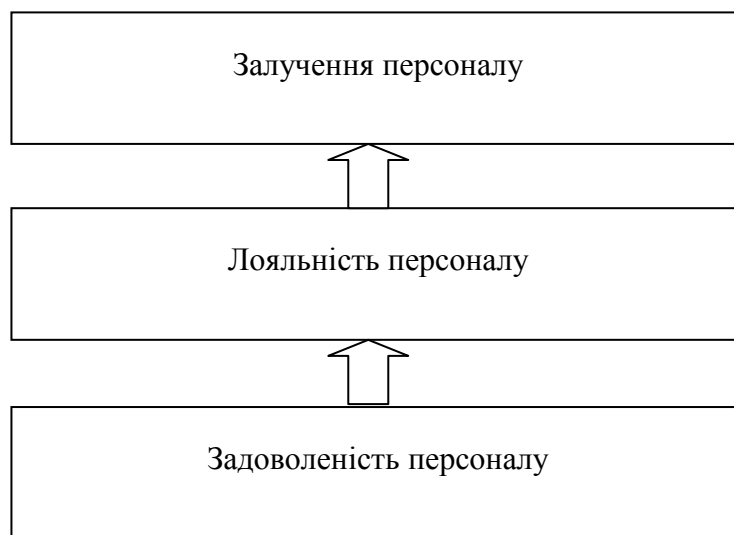 Залучення персоналу
Лояльність персоналу
Задоволеність персоналу